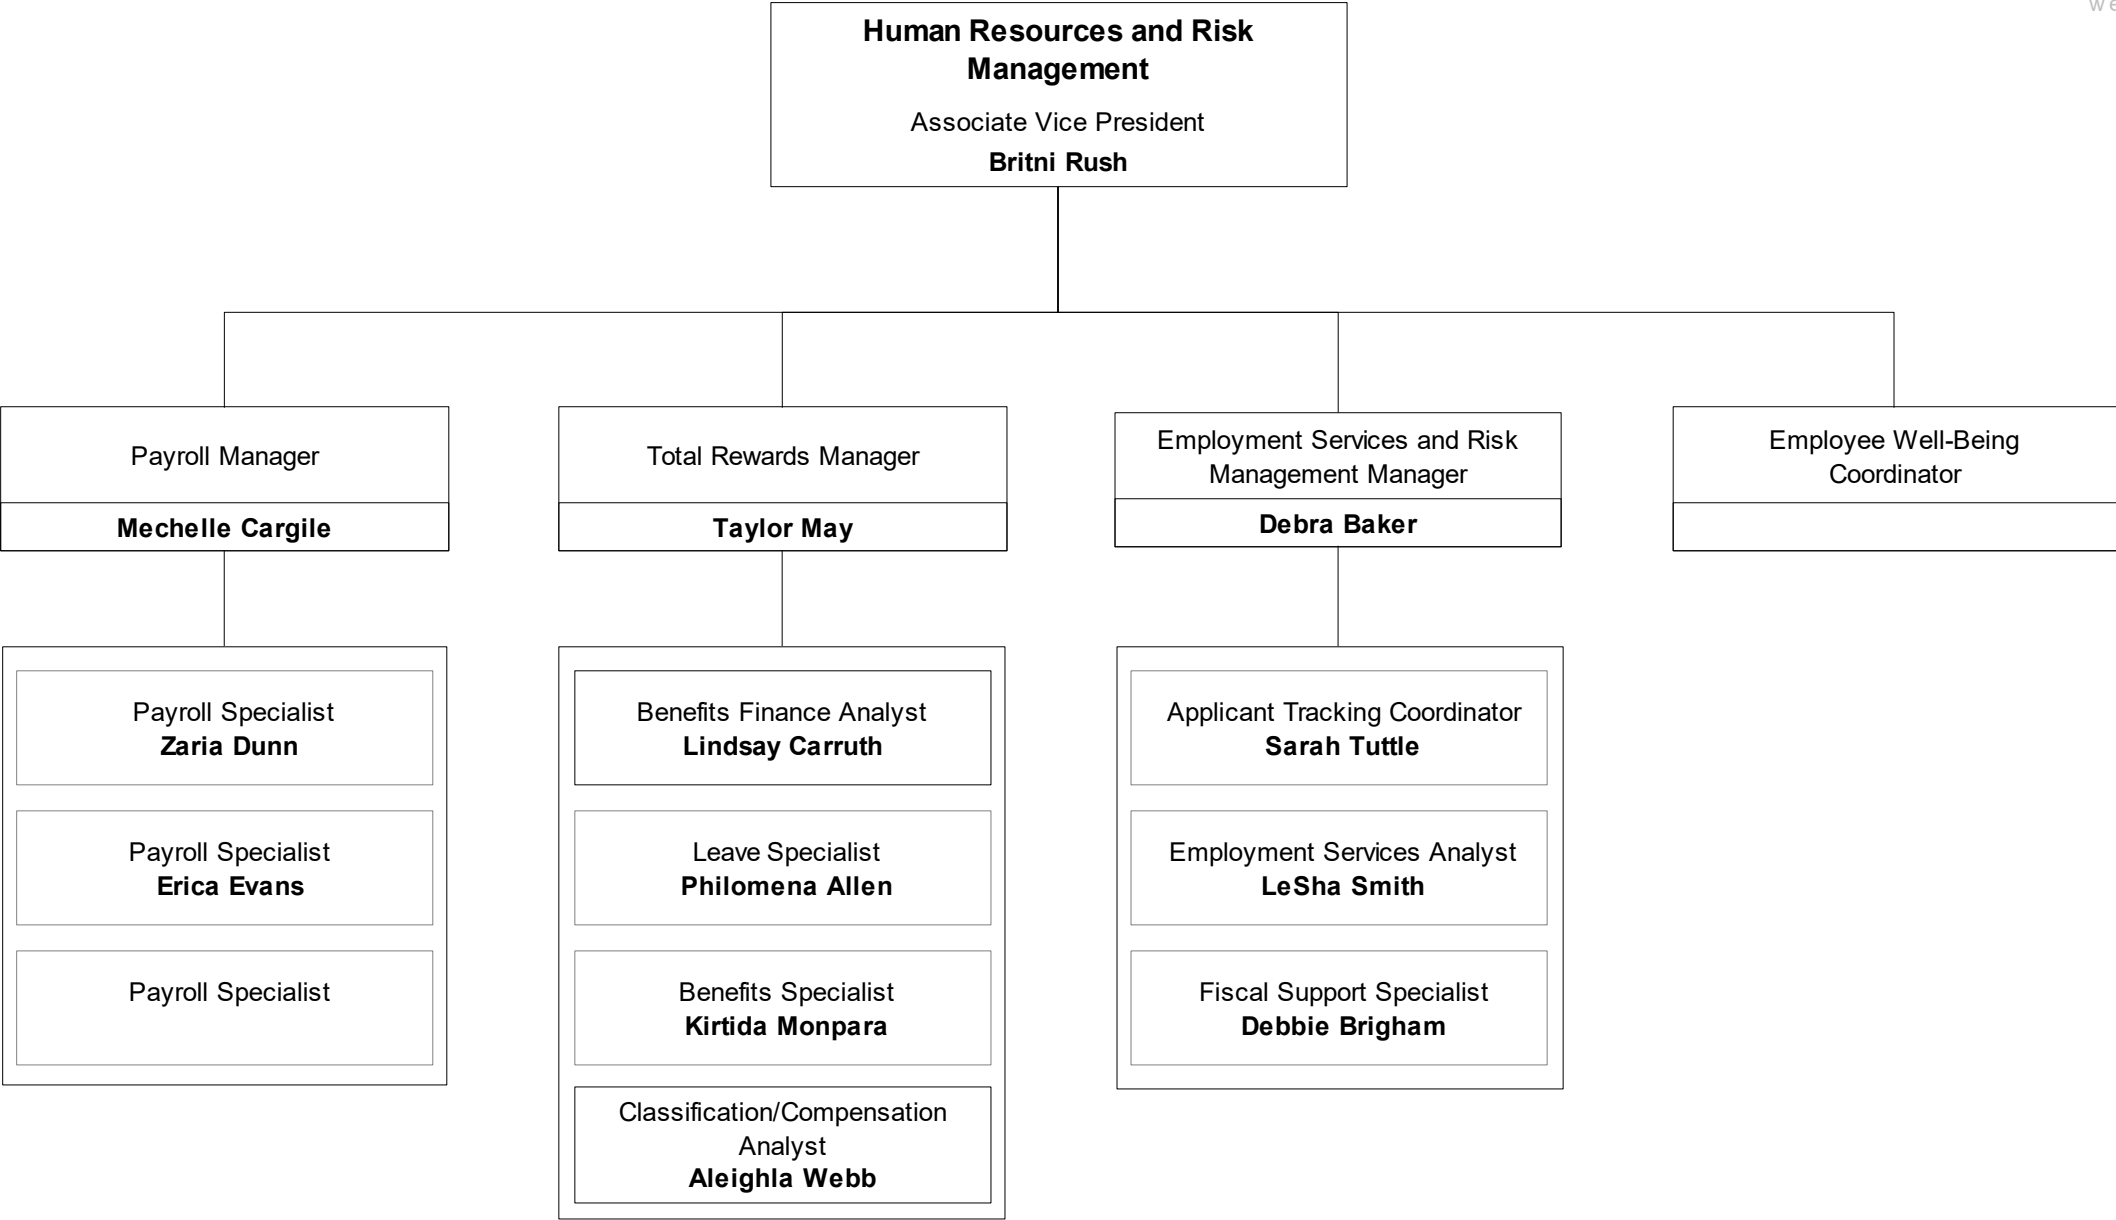 Human Resources and Risk
Management
Associate Vice President
Britni Rush
Payroll Manager
Mechelle Cargile
Total Rewards Manager
Taylor May
Employment Services and Risk
Management Manager
Debra Baker
Employee Well-Being
Coordinator
Payroll Specialist
Zaria Dunn
Payroll Specialist
Erica Evans
Payroll Specialist
Benefits Finance Analyst
Lindsay Carruth
Leave Specialist
Philomena Allen
Benefits Specialist
Kirtida Monpara
Classification/Compensation
Analyst
Aleighla Webb
Applicant Tracking Coordinator
Sarah Tuttle
Employment Services Analyst
LeSha Smith
Fiscal Support Specialist
Debbie Brigham